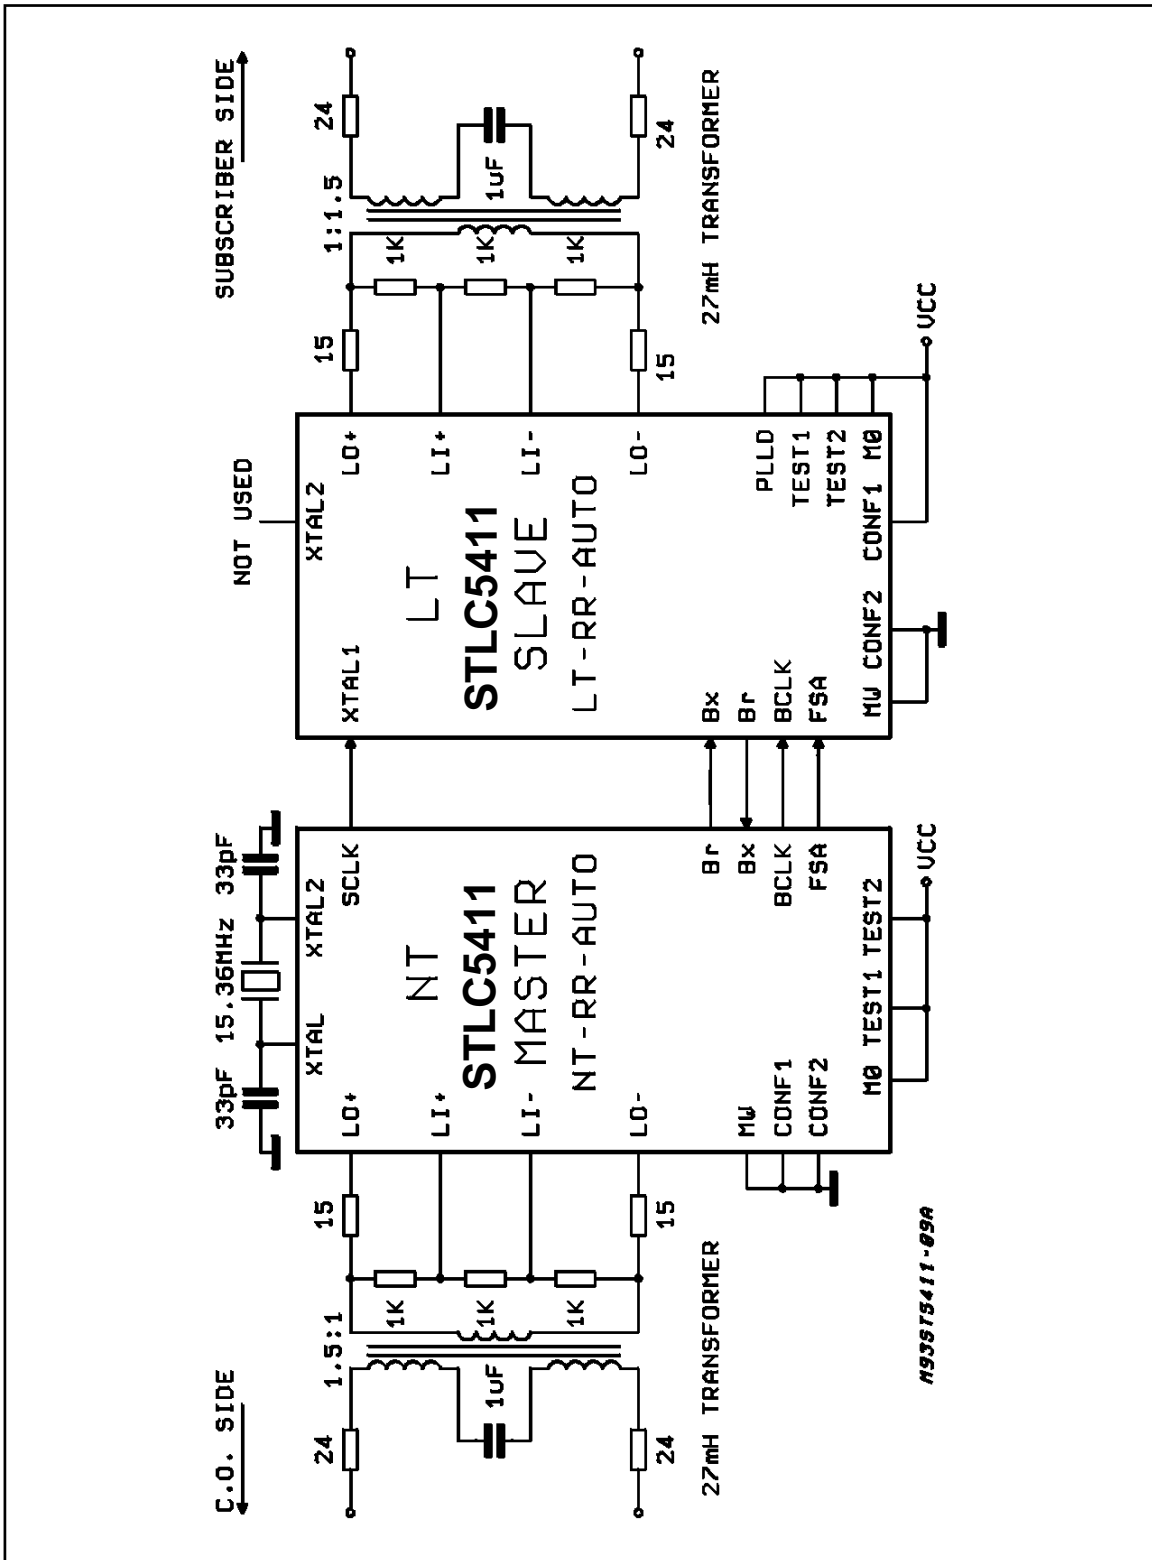 C.O. SIDE
SUBSCRIBER SIDE
33pF 15.36MHz 33pF
NOT USED
XTAL
XTAL2
XTAL1
XTAL2
24
1.5:1
15
LO+
SCLK
LO+
15
1:1.5
24
1K
LI+
NT
LT
LI+
1K
1uF
1K
STLC5411
STLC5411
1K
1uF
LI-
MASTER
SLAVE
LI-
1K
NT-RR-AUTO
LT-RR-AUTO
1K
24
15
LO-
LO-
15
24
27mH TRANSFORMER
27mH TRANSFORMER
Br
Bx
MW
Bx
Br
PLLD
CONF1
BCLK
BCLK
TEST1
CONF2
FSA
FSA
TEST2
M0 TEST1 TEST2
MW CONF2 CONF1 M0
VCC
VCC
M93ST5411-09A